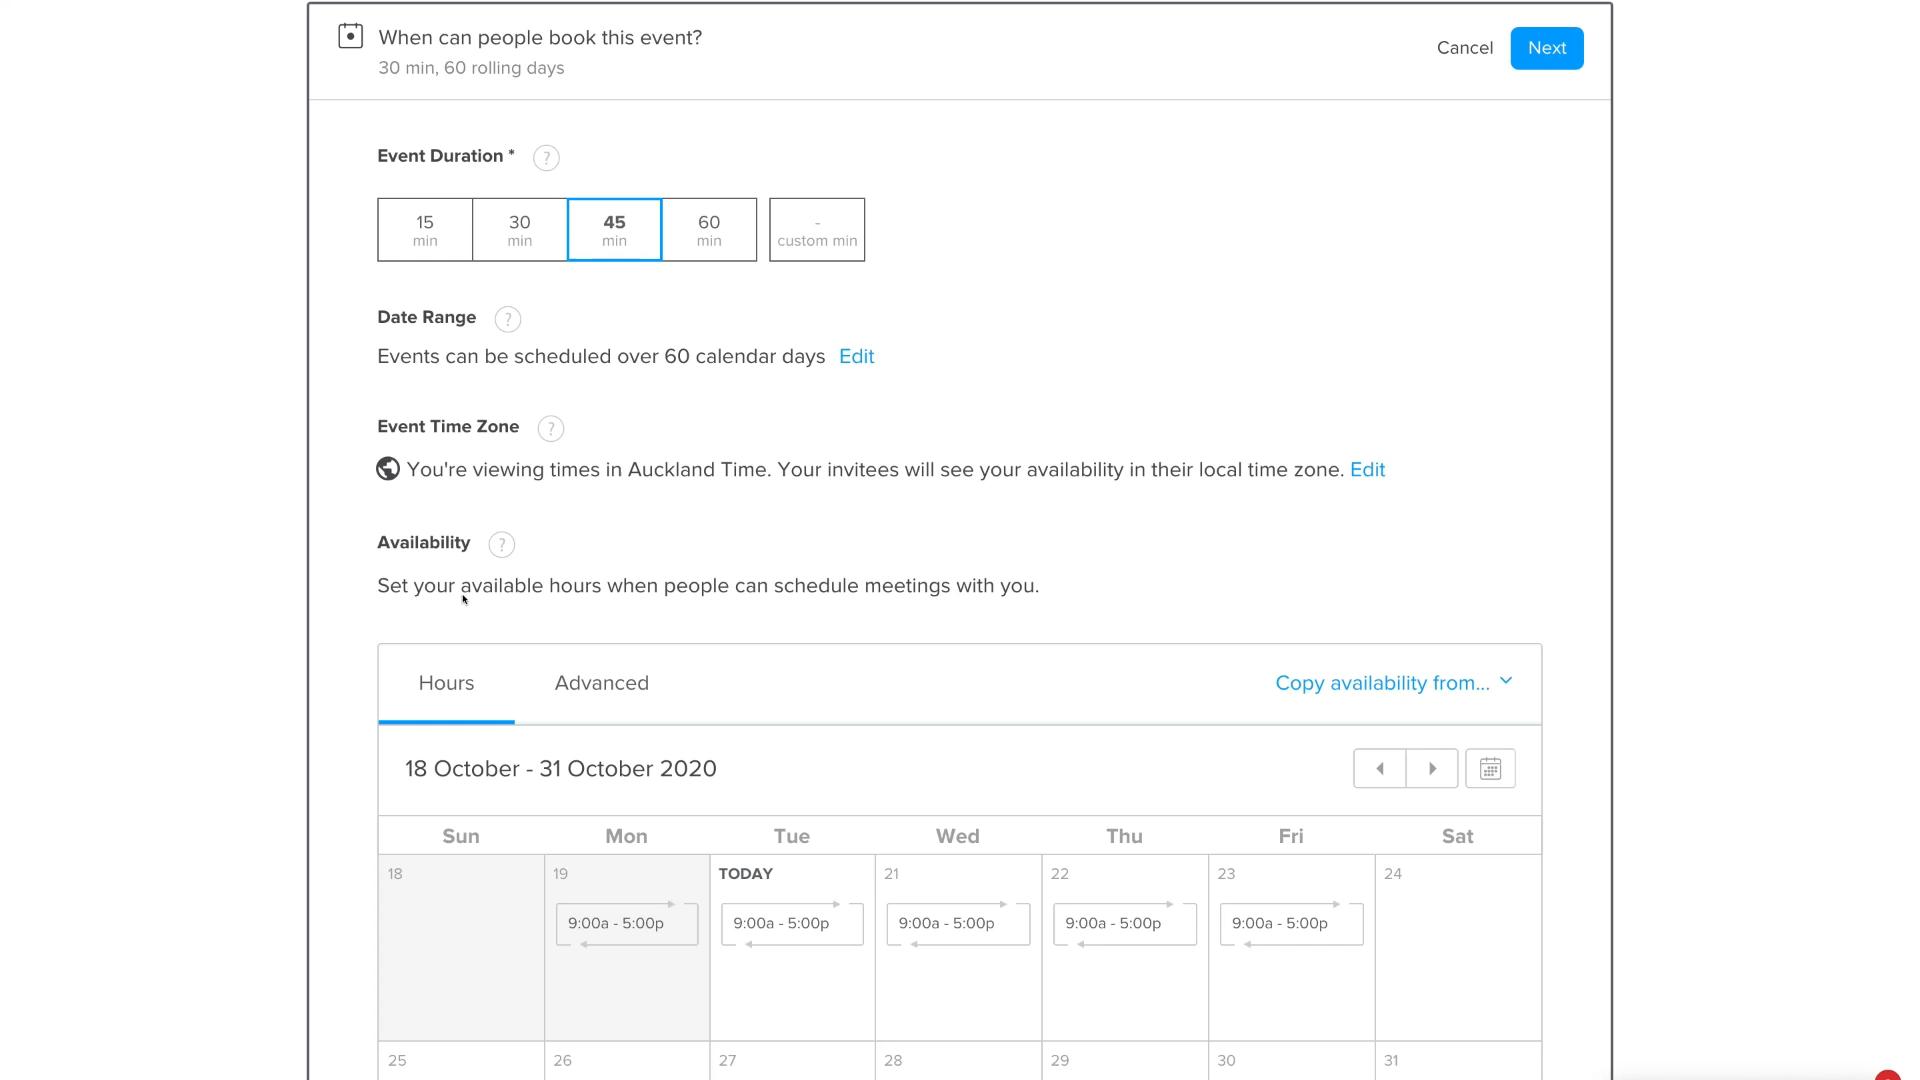 When can people book this event?
30 min, 60 rolling days
Cancel
Next
Event Duration *
?
15
min
30
min
45
min
60
min
-
custom min
Date Range
?
Events can be scheduled over 60 calendar days Edit
Event Time Zone
?
You're viewing times in Auckland Time. Your invitees will see your availability in their local time zone. Edit
Availability
?
Set your available hours when people can schedule meetings with you.
Hours
Advanced
Copy availability from...
18 October - 31 October 2020
Sun Mon Tue Wed Thu Fri Sat
18 19 TODAY 21 22 23 24
9:00a - 5:00p 9:00a - 5:00p 9:00a - 5:00p 9:00a - 5:00p 9:00a - 5:00p
25 26 27 28 29 30 31